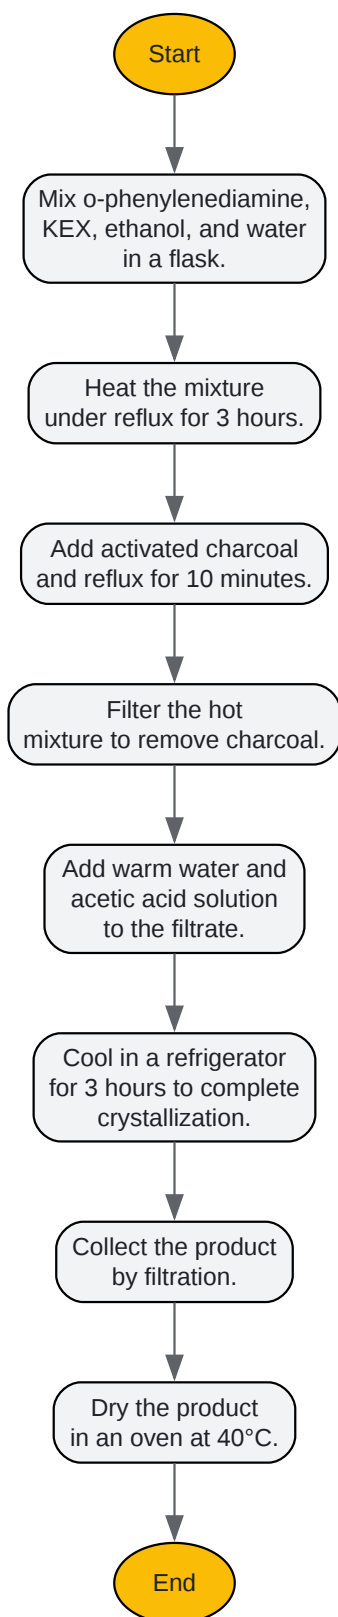 Start
Mix o-phenylenediamine,
KEX, ethanol, and water
in a flask.
Heat the mixture
under reflux for 3 hours.
Add activated charcoal
and reflux for 10 minutes.
Filter the hot
mixture to remove charcoal.
Add warm water and
acetic acid solution
to the filtrate.
Cool in a refrigerator
for 3 hours to complete
crystallization.
Collect the product
by filtration.
Dry the product
in an oven at 40°C.
End